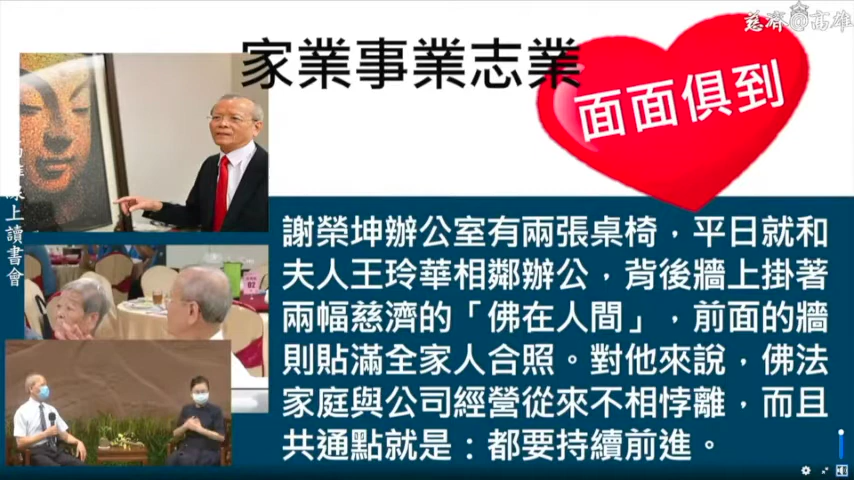 慈濟@高雄
家業事業志業
面面俱到
線上讀書會
謝榮坤辦公室有兩張桌椅，平日就和
夫人王玲華相鄰辦公，背後牆上掛著
兩幅慈濟的「佛在人間」，前面的牆
則貼滿全家人合照。對他來說，佛法
家庭與公司經營從來不相悖離，而且
共通點就是：都要持續前進。